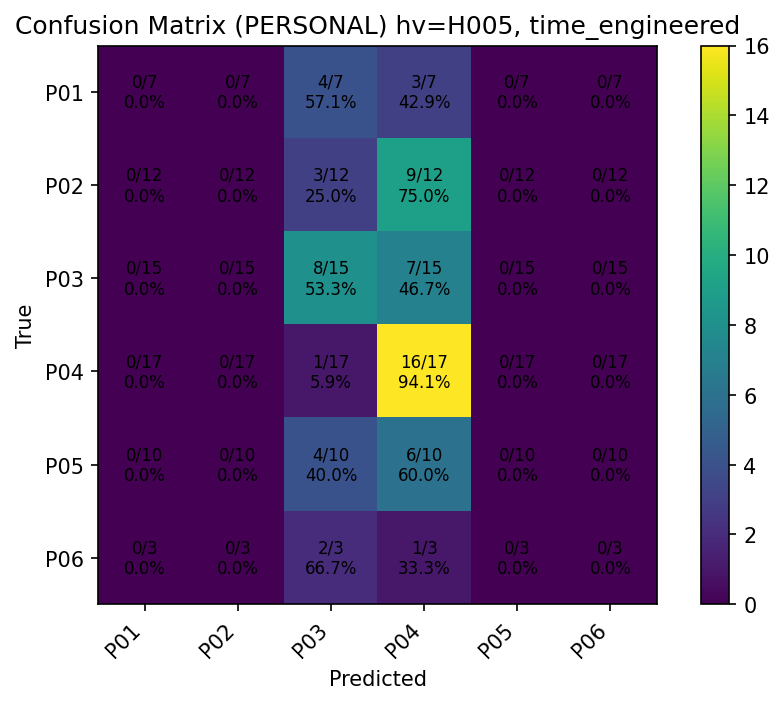 Confusion Matrix (PERSONAL) hv=H005, time_engineered
True
P01
0/7 0/7 4/7 3/7 0/7 0/7
0.0% 0.0% 57.1% 42.9% 0.0% 0.0%
P02
0/12 0/12 3/12 9/12 0/12 0/12
0.0% 0.0% 25.0% 75.0% 0.0% 0.0%
P03
0/15 0/15 8/15 7/15 0/15 0/15
0.0% 0.0% 53.3% 46.7% 0.0% 0.0%
P04
0/17 0/17 1/17 16/17 0/17 0/17
0.0% 0.0% 5.9% 94.1% 0.0% 0.0%
P05
0/10 0/10 4/10 6/10 0/10 0/10
0.0% 0.0% 40.0% 60.0% 0.0% 0.0%
P06
0/3 0/3 2/3 1/3 0/3 0/3
0.0% 0.0% 66.7% 33.3% 0.0% 0.0%
P01 P02 P03 P04 P05 P06
Predicted
16
14
12
10
8
6
4
2
0